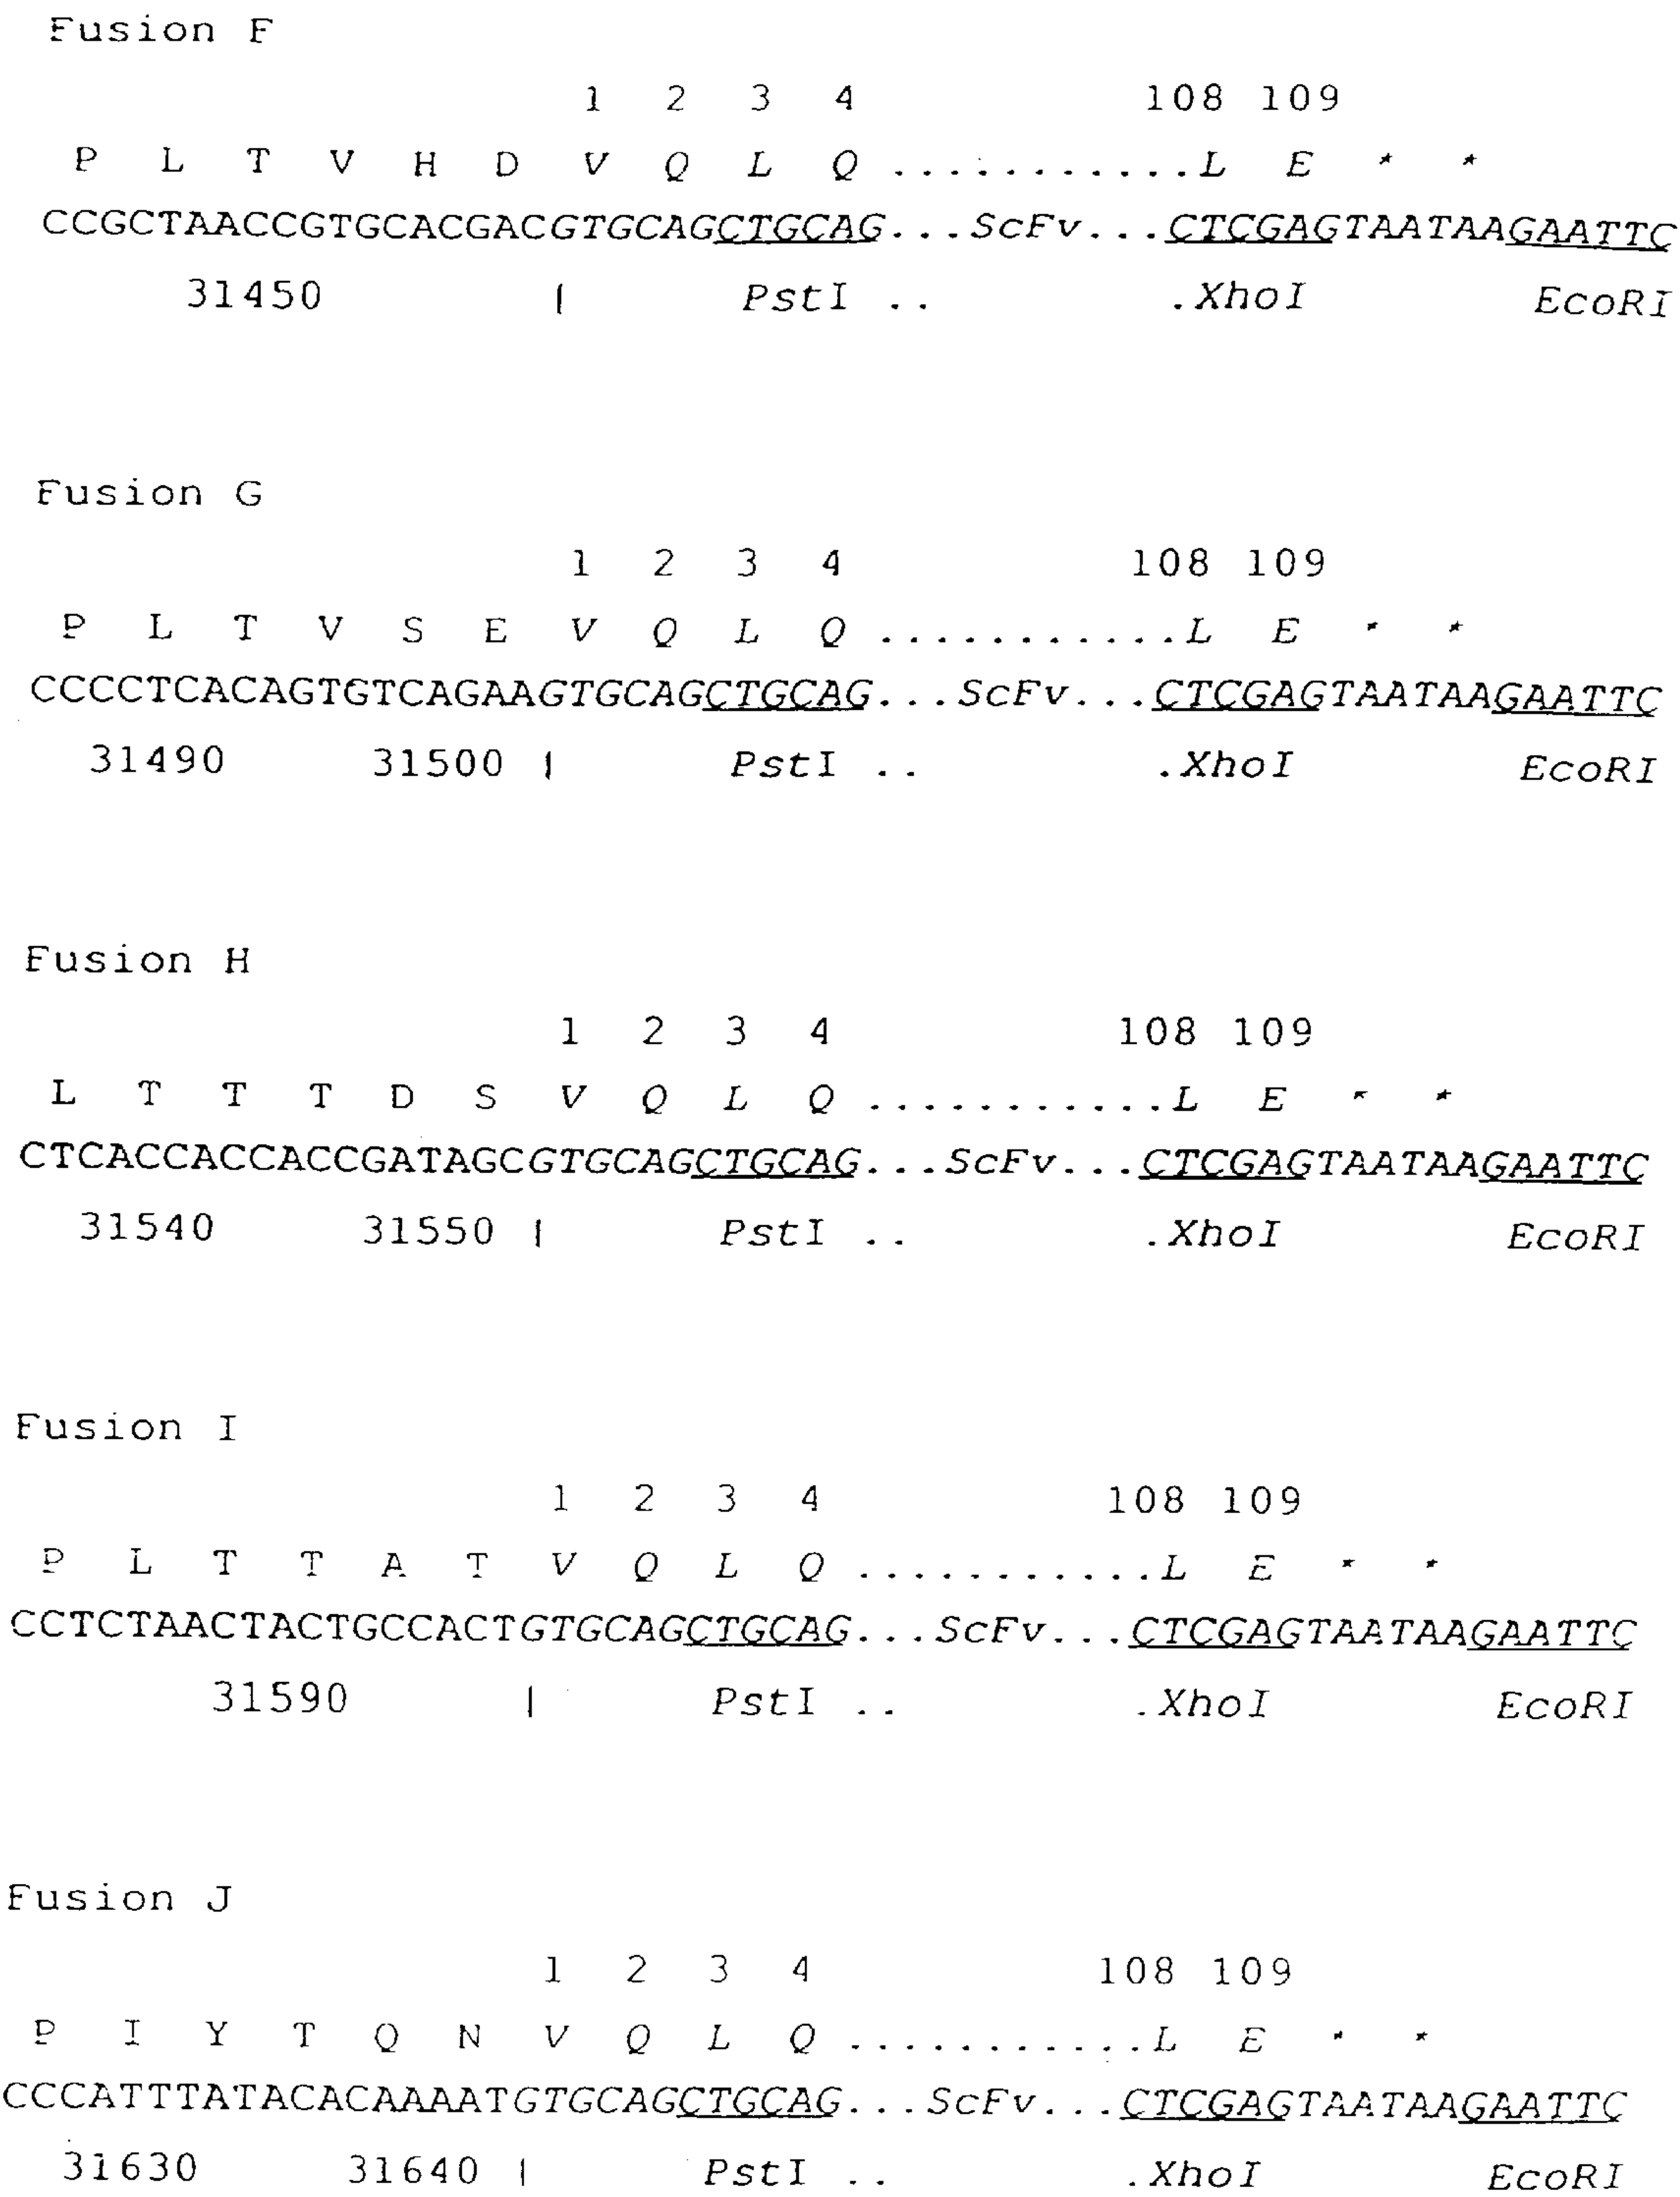 Fusion F
1 2 3 4 108 109
P L T V H D V Q L Q ...........L E * *
CCGCTAACCGTGCACGACGTGCAGCTGCAG...ScFv...CTCGAGTAATAAGAATTC
31450 | PstI .. .XhoI EcoRI
Fusion G
1 2 3 4 108 109
P L T V S E V Q L Q ...........L E * *
CCCCTCACAGTGTCAGAAGTGCAGCTGCAG...ScFv...CTCGAGTAATAAGAATTC
31490 31500 | PstI .. .XhoI EcoRI
Fusion H
1 2 3 4 108 109
L T T T D S V Q L Q ...........L E * *
CTCACCACCACCGATAGCGTGCAGCTGCAG...ScFv...CTCGAGTAATAAGAATTC
31540 31550 | PstI .. .XhoI EcoRI
Fusion I
1 2 3 4 108 109
P L T T A T V Q L Q ...........L E * *
CCTCTAACTACTGCCACTGTGCAGCTGCAG...ScFv...CTCGAGTAATAAGAATTC
31590 | PstI .. .XhoI EcoRI
Fusion J
1 2 3 4 108 109
P I Y T Q N V Q L Q ...........L E * *
CCCATTTATACACAAAATGTGCAGCTGCAG...ScFv...CTCGAGTAATAAGAATTC
31630 31640 | PstI .. .XhoI EcoRI